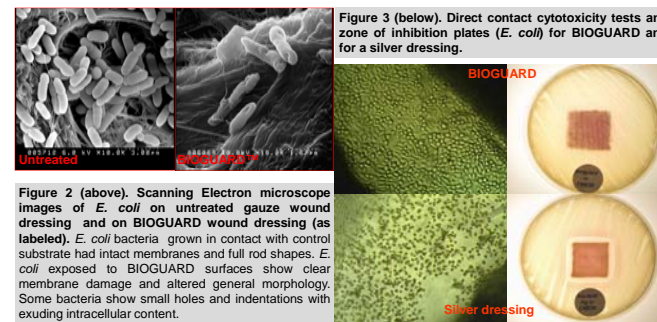 Untreated
BIOGUARD™
Figure 2 (above). Scanning Electron microscope
images of E. coli on untreated gauze wound
dressing and on BIOGUARD wound dressing (as
labeled). E. coli bacteria grown in contact with control
substrate had intact membranes and full rod shapes. E.
coli exposed to BIOGUARD surfaces show clear
membrane damage and altered general morphology.
Some bacteria show small holes and indentations with
exuding intracellular content.
Figure 3 (below). Direct contact cytotoxicity tests an
zone of inhibition plates (E. coli) for BIOGUARD an
for a silver dressing.
BIOGUARD
Silver dressing